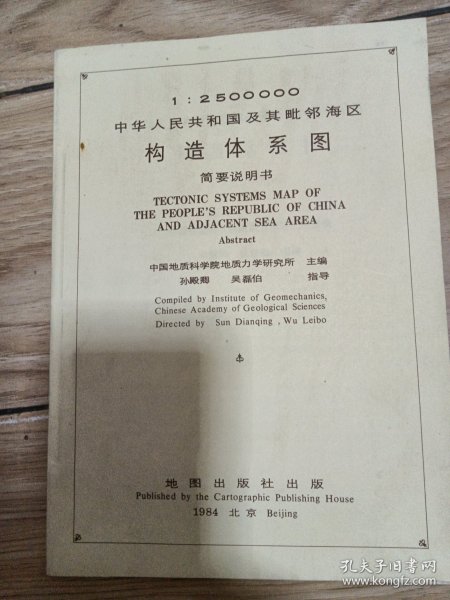 1 : 2500000
中华人民共和国及其毗邻海区
构造体系图
简要说明书
TECTONIC SYSTEMS MAP OF
THE PEOPLE'S REPUBLIC OF CHINA
AND ADJACENT SEA AREA
Abstract
中国地质科学院地质力学研究所 主编
孙殿卿 吴磊伯 指导
Compiled by Institute of Geomechanics,
Chinese Academy of Geological Sciences
Directed by Sun Dianqing , Wu Leibo
地图出版社出版
Published by the Cartographic Publishing House
1984 北京 Beijing
孔夫子旧书网
www.kongfz.com